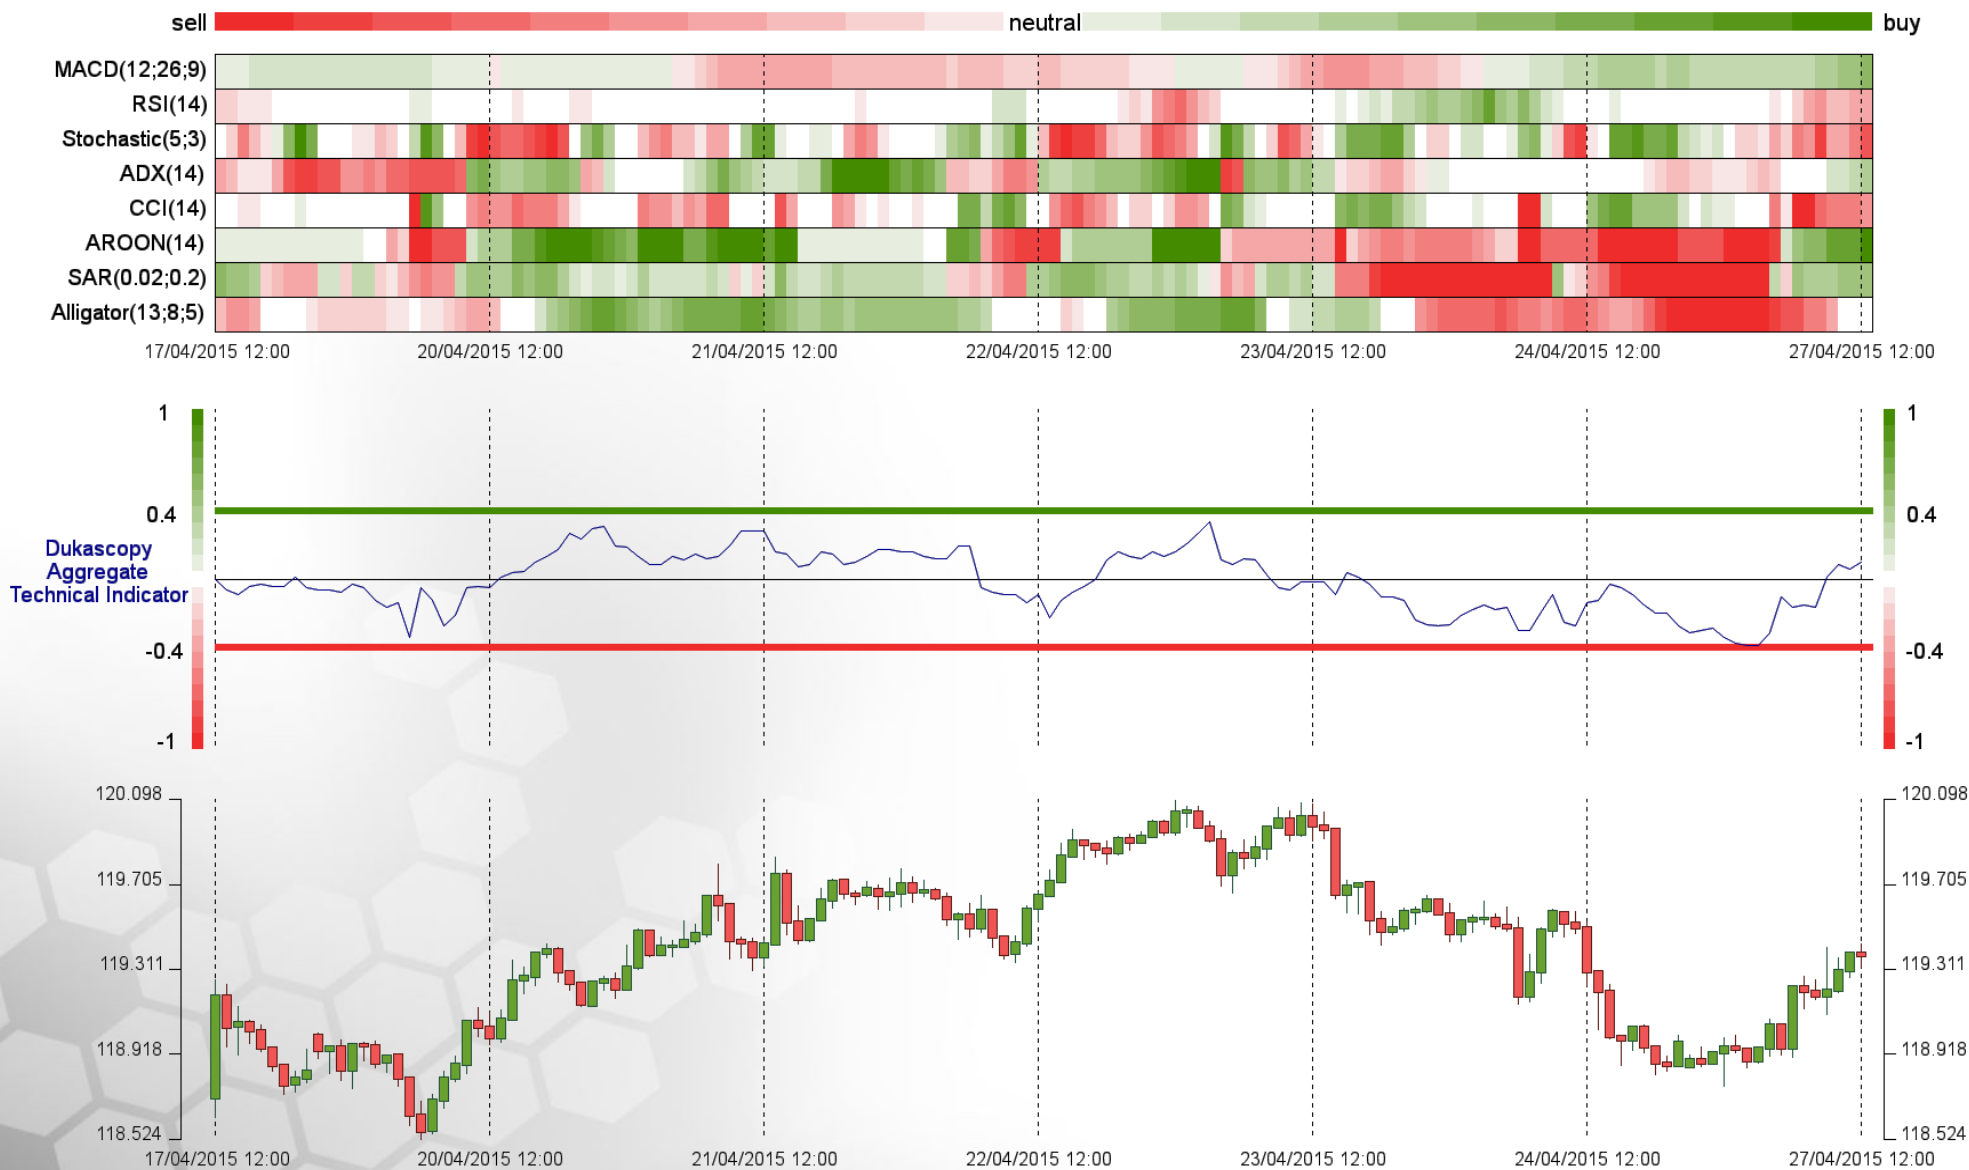 sell neutral buy
MACD(12;26;9)
RSI(14)
Stochastic(5;3)
ADX(14)
CCI(14)
AROON(14)
SAR(0.02;0.2)
Alligator(13;8;5)
17/04/2015 12:00 20/04/2015 12:00 21/04/2015 12:00 22/04/2015 12:00 23/04/2015 12:00 24/04/2015 12:00 27/04/2015 12:00
1 1
0.4 0.4
Dukascopy
Aggregate
Technical Indicator
-0.4 -0.4
-1 -1
120.098 120.098
119.705 119.705
119.311 119.311
118.918 118.918
118.524 118.524
17/04/2015 12:00 20/04/2015 12:00 21/04/2015 12:00 22/04/2015 12:00 23/04/2015 12:00 24/04/2015 12:00 27/04/2015 12:00